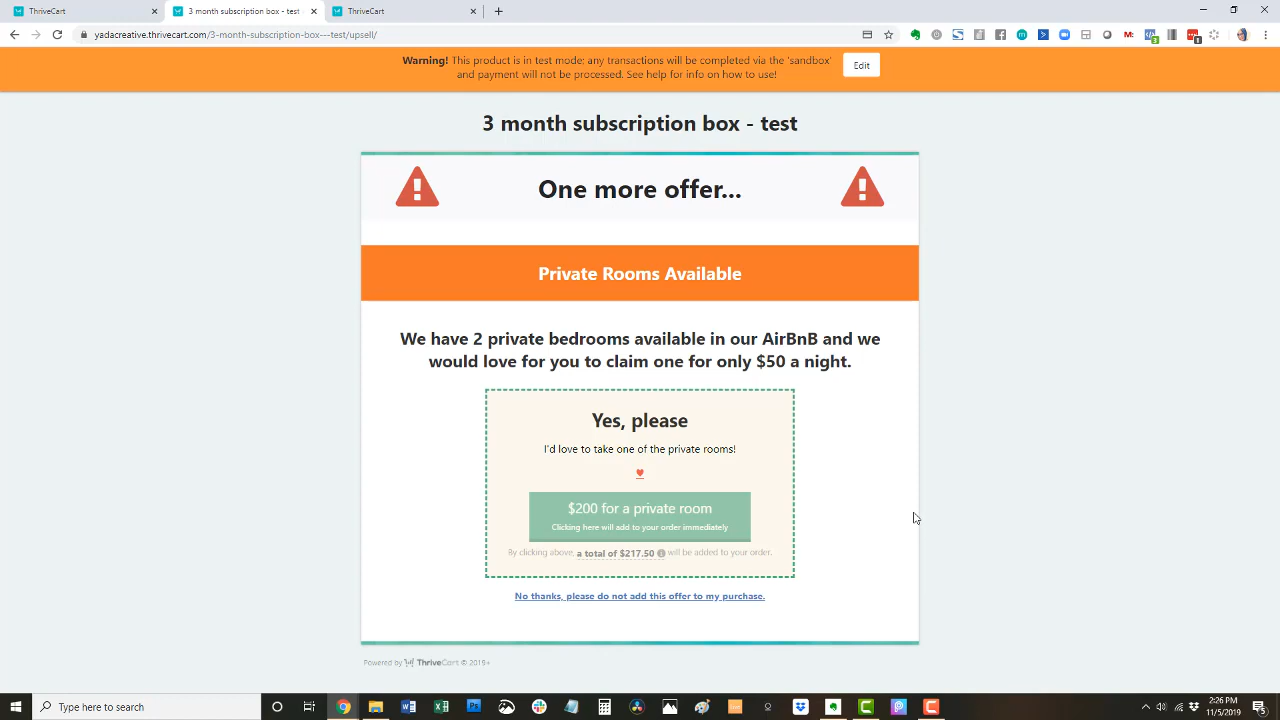 ThriveCart
3 month subscription box - test
ThriveCart
yadacreative.thrivecart.com/3-month-subscription-box---test/upsell/
Warning! This product is in test mode; any transactions will be completed via the 'sandbox'
and payment will not be processed. See help for info on how to use!
Edit
3 month subscription box - test
One more offer...
Private Rooms Available
We have 2 private bedrooms available in our AirBnB and we
would love for you to claim one for only $50 a night.
Yes, please
I'd love to take one of the private rooms!
$200 for a private room
Clicking here will add to your order immediately
By clicking above, a total of $217.50 will be added to your order.
No thanks, please do not add this offer to my purchase.
Powered by ThriveCart © 2019+
Type here to search
2:26 PM
11/5/2019